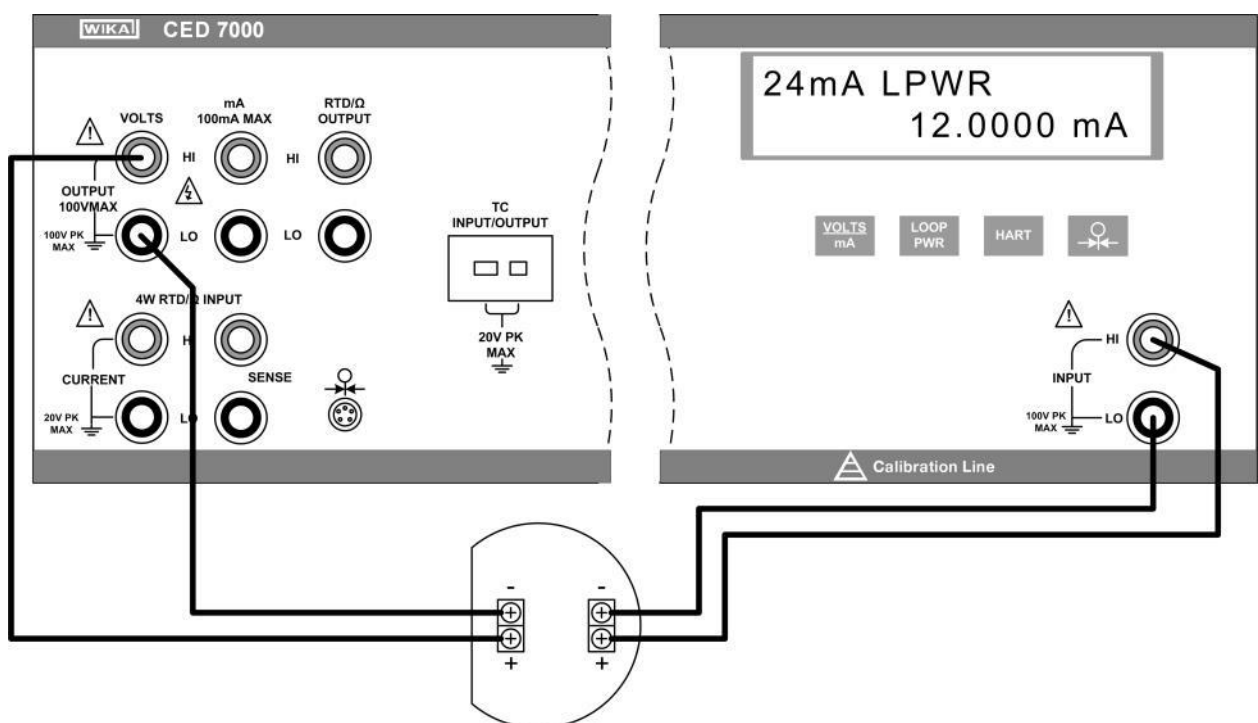 WIKA CED 7000
mA
100mA MAX
RTD/Ω
OUTPUT
VOLTS
HI
HI
OUTPUT
100VMAX
100V PK
MAX
LO
LO
4W RTD/Ω INPUT
HI
CURRENT
SENSE
20V PK
MAX
LO
TC
INPUT/OUTPUT
20V PK
MAX
24mA LPWR
12.0000 mA
VOLTS
mA
LOOP
PWR
HART
HI
INPUT
100V PK
MAX
LO
Calibration Line
- -
+ +